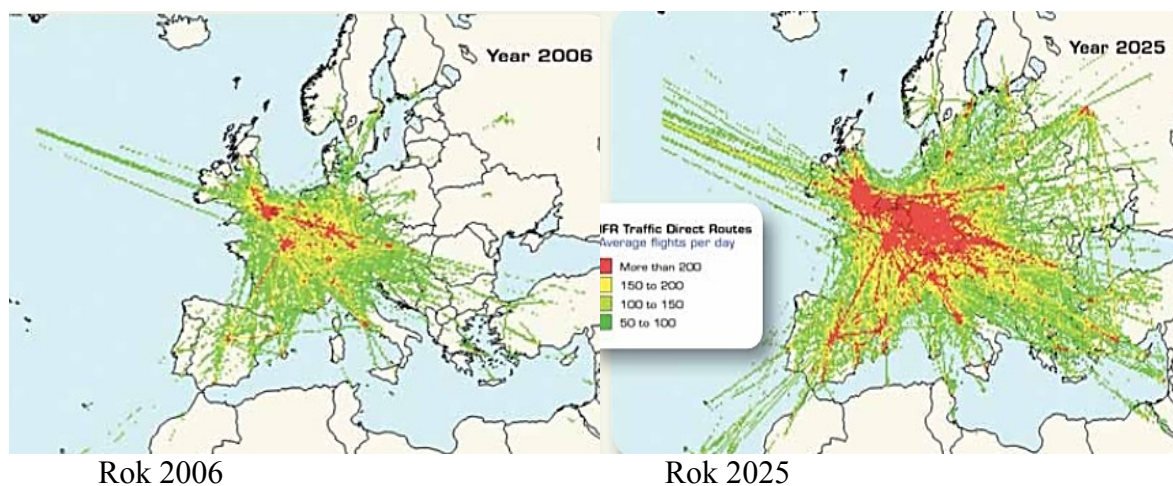 Year 2006
Year 2025
IFR Traffic Direct Routes
Average flights per day
More than 200
150 to 200
100 to 150
50 to 100
Rok 2006
Rok 2025